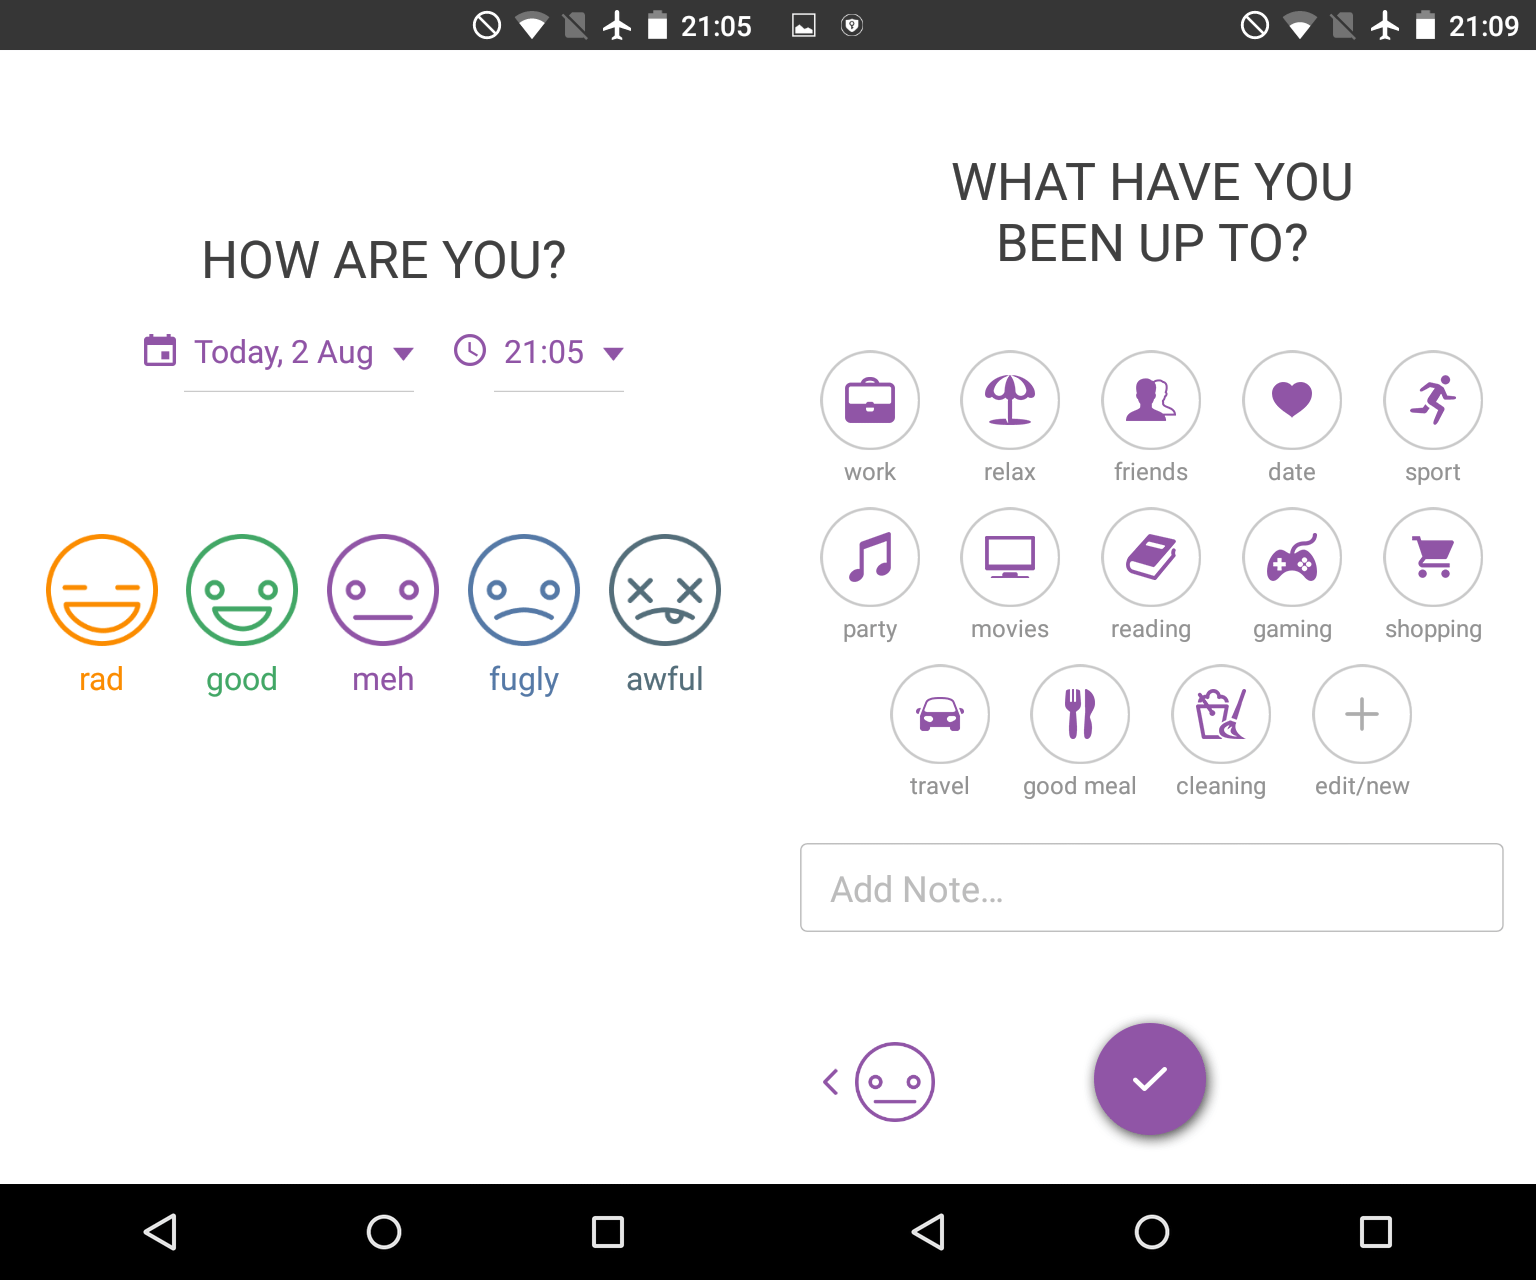 21:05
HOW ARE YOU?
Today, 2 Aug 21:05
rad good meh fugly awful
21:09
WHAT HAVE YOU
BEEN UP TO?
work relax friends date sport
party movies reading gaming shopping
travel good meal cleaning edit/new
Add Note...